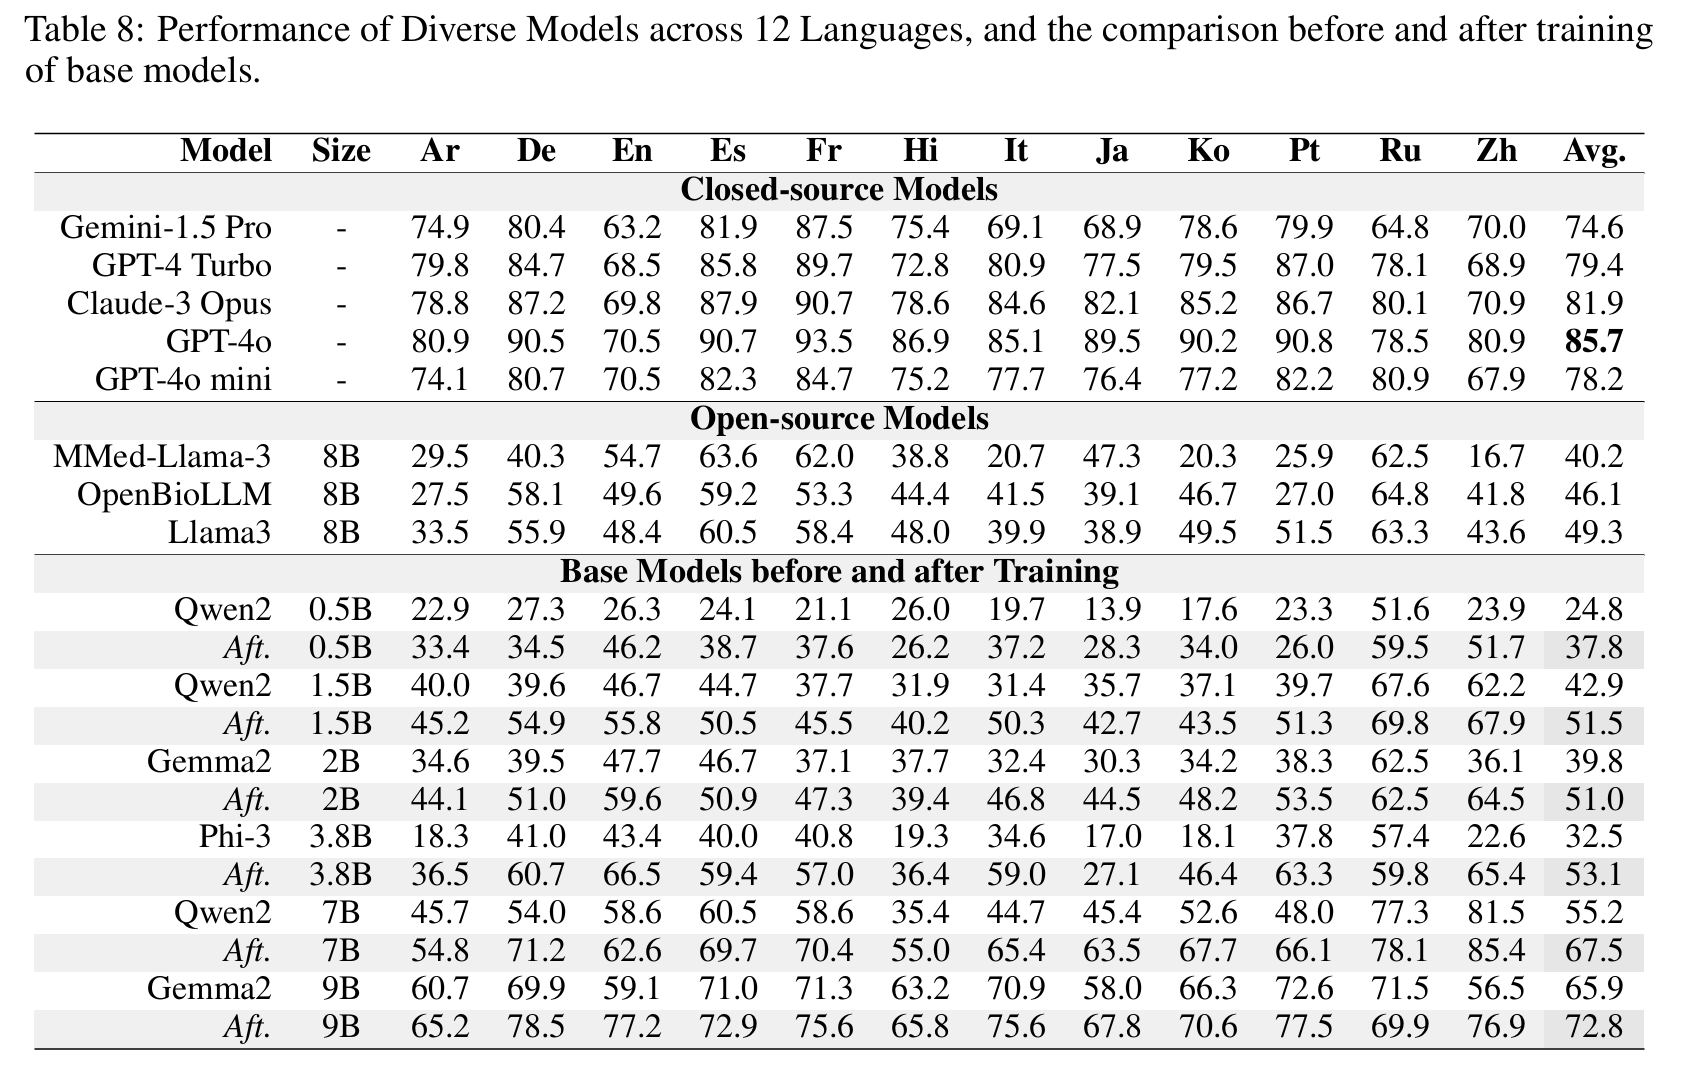 Table 8: Performance of Diverse Models across 12 Languages, and the comparison before and after training
of base models.
Model Size Ar De En Es Fr Hi It Ja Ko Pt Ru Zh Avg.
Closed-source Models
Gemini-1.5 Pro - 74.9 80.4 63.2 81.9 87.5 75.4 69.1 68.9 78.6 79.9 64.8 70.0 74.6
GPT-4 Turbo - 79.8 84.7 68.5 85.8 89.7 72.8 80.9 77.5 79.5 87.0 78.1 68.9 79.4
Claude-3 Opus - 78.8 87.2 69.8 87.9 90.7 78.6 84.6 82.1 85.2 86.7 80.1 70.9 81.9
GPT-4o - 80.9 90.5 70.5 90.7 93.5 86.9 85.1 89.5 90.2 90.8 78.5 80.9 85.7
GPT-4o mini - 74.1 80.7 70.5 82.3 84.7 75.2 77.7 76.4 77.2 82.2 80.9 67.9 78.2
Open-source Models
MMed-Llama-3 8B 29.5 40.3 54.7 63.6 62.0 38.8 20.7 47.3 20.3 25.9 62.5 16.7 40.2
OpenBioLLM 8B 27.5 58.1 49.6 59.2 53.3 44.4 41.5 39.1 46.7 27.0 64.8 41.8 46.1
Llama3 8B 33.5 55.9 48.4 60.5 58.4 48.0 39.9 38.9 49.5 51.5 63.3 43.6 49.3
Base Models before and after Training
Qwen2 0.5B 22.9 27.3 26.3 24.1 21.1 26.0 19.7 13.9 17.6 23.3 51.6 23.9 24.8
Aft. 0.5B 33.4 34.5 46.2 38.7 37.6 26.2 37.2 28.3 34.0 26.0 59.5 51.7 37.8
Qwen2 1.5B 40.0 39.6 46.7 44.7 37.7 31.9 31.4 35.7 37.1 39.7 67.6 62.2 42.9
Aft. 1.5B 45.2 54.9 55.8 50.5 45.5 40.2 50.3 42.7 43.5 51.3 69.8 67.9 51.5
Gemma2 2B 34.6 39.5 47.7 46.7 37.1 37.7 32.4 30.3 34.2 38.3 62.5 36.1 39.8
Aft. 2B 44.1 51.0 59.6 50.9 47.3 39.4 46.8 44.5 48.2 53.5 62.5 64.5 51.0
Phi-3 3.8B 18.3 41.0 43.4 40.0 40.8 19.3 34.6 17.0 18.1 37.8 57.4 22.6 32.5
Aft. 3.8B 36.5 60.7 66.5 59.4 57.0 36.4 59.0 27.1 46.4 63.3 59.8 65.4 53.1
Qwen2 7B 45.7 54.0 58.6 60.5 58.6 35.4 44.7 45.4 52.6 48.0 77.3 81.5 55.2
Aft. 7B 54.8 71.2 62.6 69.7 70.4 55.0 65.4 63.5 67.7 66.1 78.1 85.4 67.5
Gemma2 9B 60.7 69.9 59.1 71.0 71.3 63.2 70.9 58.0 66.3 72.6 71.5 56.5 65.9
Aft. 9B 65.2 78.5 77.2 72.9 75.6 65.8 75.6 67.8 70.6 77.5 69.9 76.9 72.8